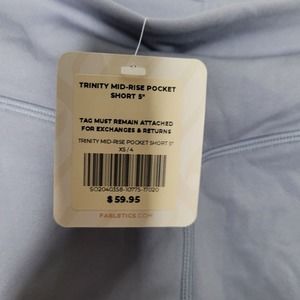 TRINITY MID-RISE POCKET
SHORT 5"
TAG MUST REMAIN ATTACHED
FOR EXCHANGES & RETURNS
TRINITY MID-RISE POCKET SHORT 5"
XS / 4
SO2040358-10775-17020
$ 59.95
FABLETICS.COM